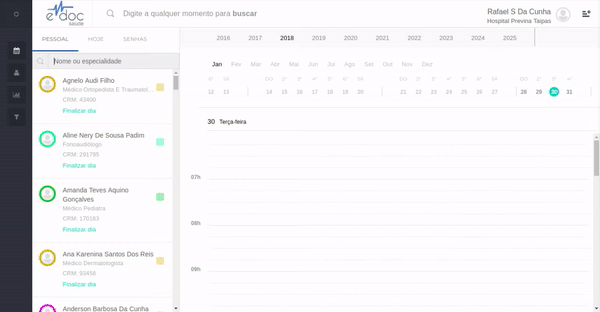 e-doc
saúde
Digite a qualquer momento para buscar
Rafael S Da Cunha
Hospital Previna Taipas
PESSOAL HOSE SENHAS
2016 2017 2018 2019 2020 2021 2022 2023 2024 2025
Nome ou especialidade
Jan Fev Mar Abr Mai Jun Jul Ago Set Out Nov Dez
12 13 14 15 16 17 18 19 20 21 22 23 24 25 26 27 28 29 30 31
30 Terça-feira
Agnelo Audi Filho
Médico Ortopedista E Traumatol...
CRM: 43400
Finalizar dia
Aline Nery De Sousa Padim
Fonoaudiólogo
CRM: 291795
Finalizar dia
Amanda Teves Aquino
Gonçalves
Médico Pediatra
CRM: 170183
Finalizar dia
Ana Karenina Santos Dos Reis
Médico Dermatologista
CRM: 93458
Finalizar dia
Anderson Barbosa Da Cunha
07h
08h
09h